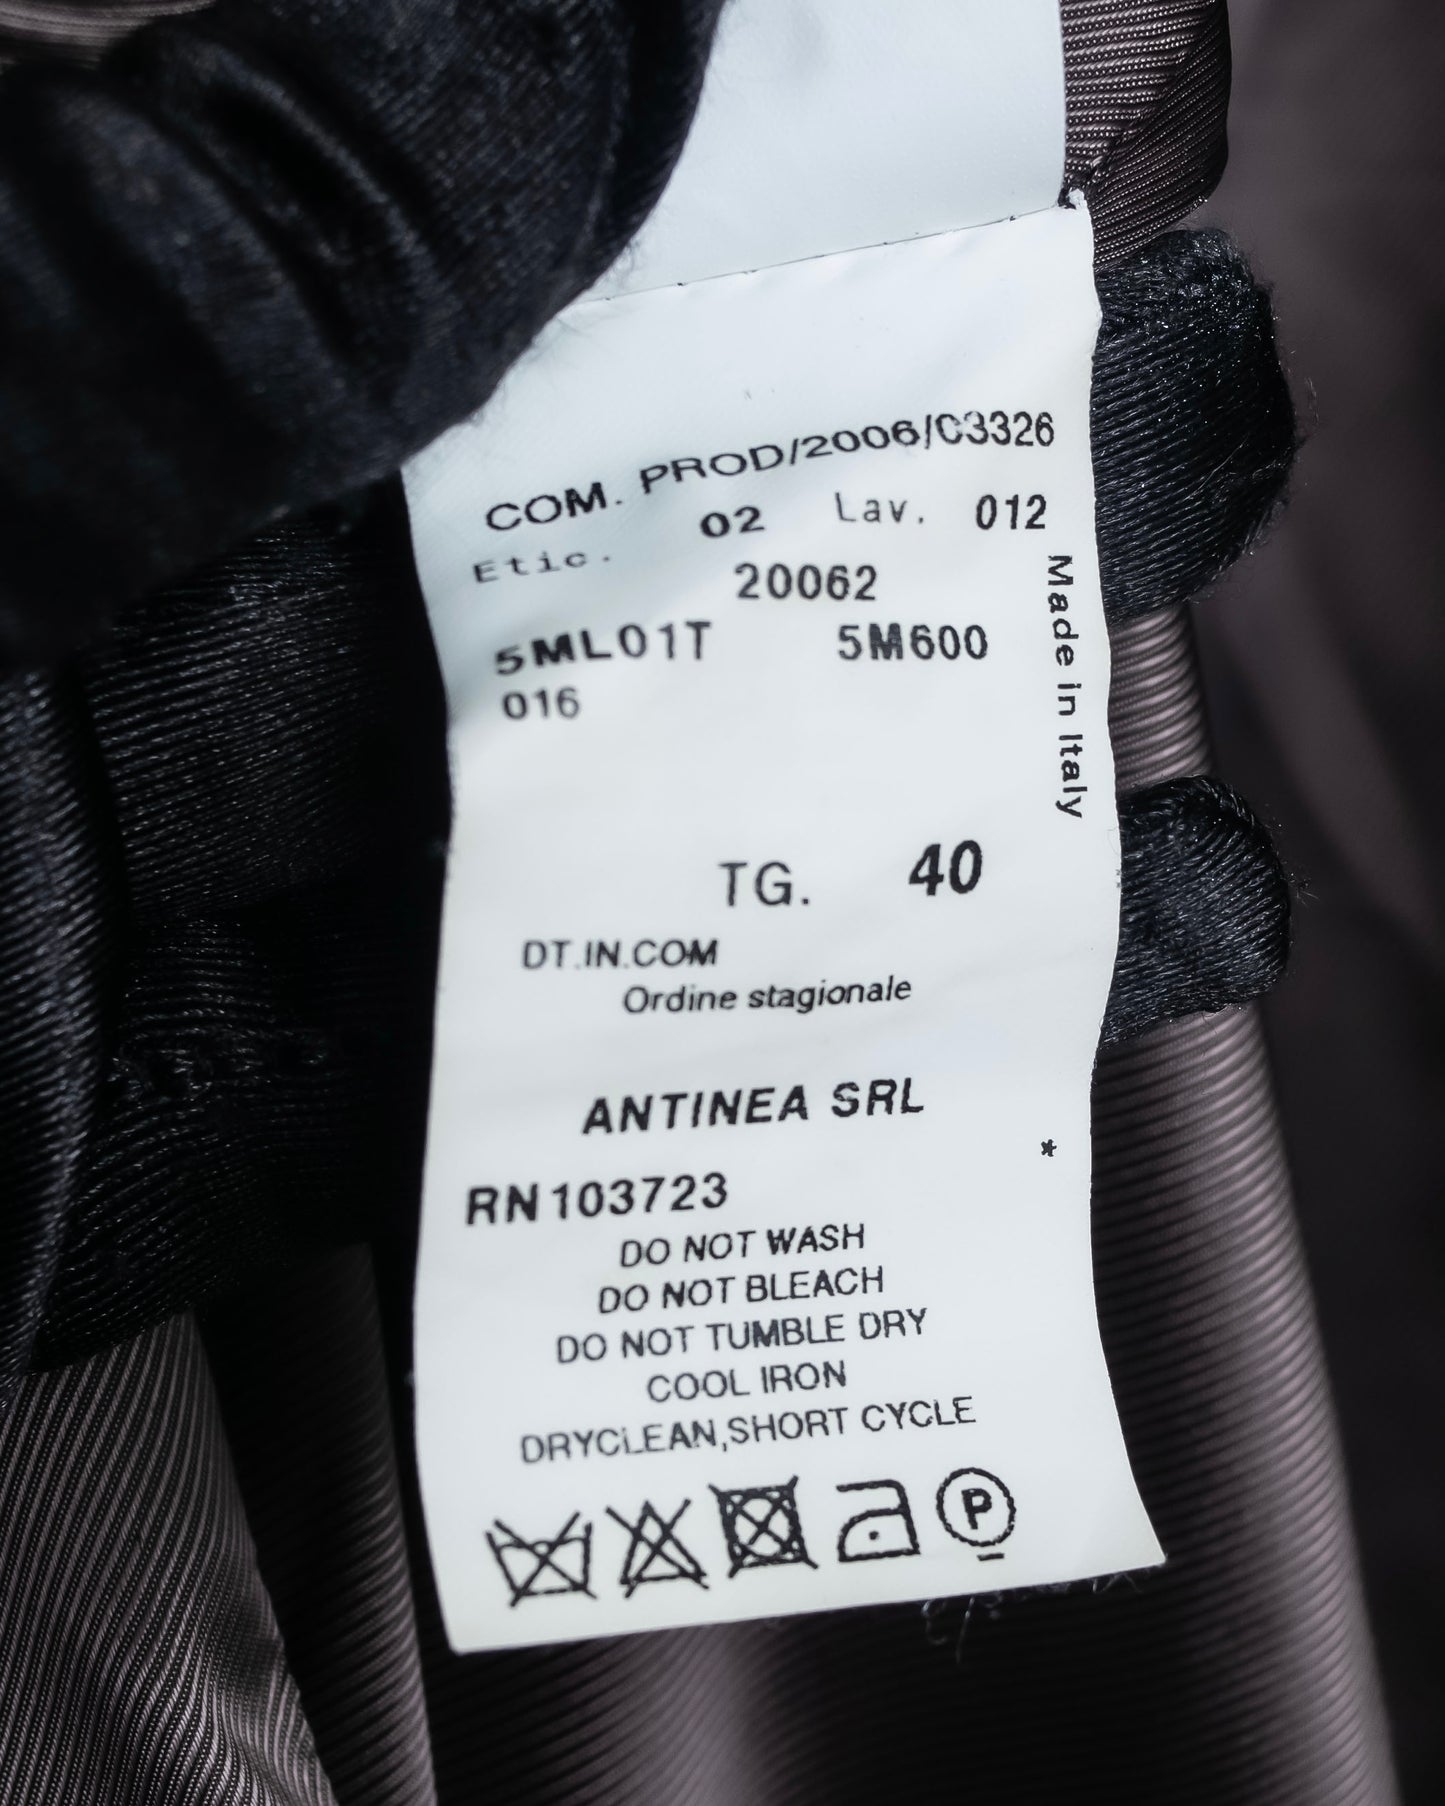 COM. PROD/2006/C3326
Etic. 02 Lav. 012
20062
5ML01T 5M600
016
Made in Italy
TG. 40
DT.IN.COM
Ordine stagionale
ANTINEA SRL
*
RN103723
DO NOT WASH
DO NOT BLEACH
DO NOT TUMBLE DRY
COOL IRON
DRYCLEAN,SHORT CYCLE
P